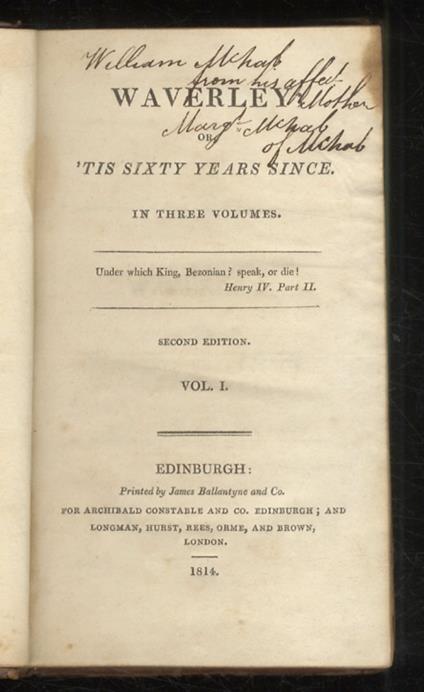 William McNab
from his affect
WAVERLEY;
Mother
Margt McNab
OR,
of McNab
'TIS SIXTY YEARS SINCE.
IN THREE VOLUMES.
Under which King, Bezonian? speak, or die!
Henry IV. Part II.
SECOND EDITION.
VOL. I.
EDINBURGH:
Printed by James Ballantyne and Co.
FOR ARCHIBALD CONSTABLE AND CO. EDINBURGH; AND
LONGMAN, HURST, REES, ORME, AND BROWN,
LONDON.
1814.